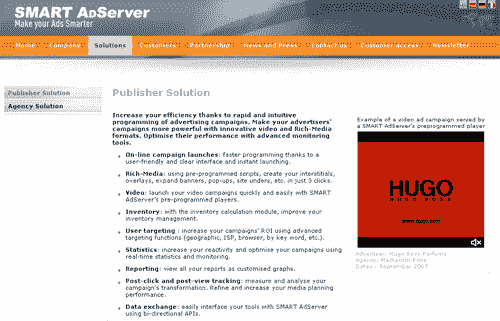 SMART ADSERVER
Make your Ads Smarter
Home Company Solutions Customers Partnership News and Press Contact us Customer access Newsletter
Publisher Solution
Agency Solution
Publisher Solution
Increase your efficiency thanks to rapid and intuitive
programming of advertising campaigns. Make your advertisers'
campaigns more powerful with innovative video and Rich-Media
formats. Optimise their performance with advanced monitoring
tools.
On-line campaign launches: faster programming thanks to a
user-friendly and clear interface and instant launching.
Rich-Media: using pre-programmed scripts, create your interstitials,
overlays, expand banners, pop-ups, site unders, etc. in just 3 clicks.
Video: launch your video campaigns quickly and easily with SMART
AdServer's pre-programmed players.
Inventory: with the inventory calculation module, improve your
inventory management.
User targeting : increase your campaigns' ROI using advanced
targeting functions (geographic, ISP, browser, by key word, etc.).
Statistics: increase your reactivity and optimise your campaigns using
real-time statistics and monitoring.
Reporting: view all your reports as customised graphs.
Post-click and post-view tracking: measure and analyse your
campaign's transformation. Refine and increase your media planning
performance.
Data exchange: easily interface your tools with SMART AdServer
using bi-directional APIs.
Example of a video ad campaign served by
a SMART AdServer's preprogrammed player
HUGO
HUGO BOSS
www.hugo.com
Advertiser: Hugo Boss Parfums
Agency: Mediacom Paris
Dates : September 2007